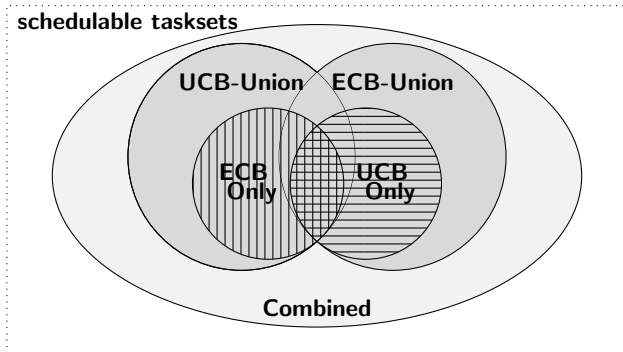 schedulable tasksets
UCB-Union ECB-Union
ECB
Only
UCB
Only
Combined